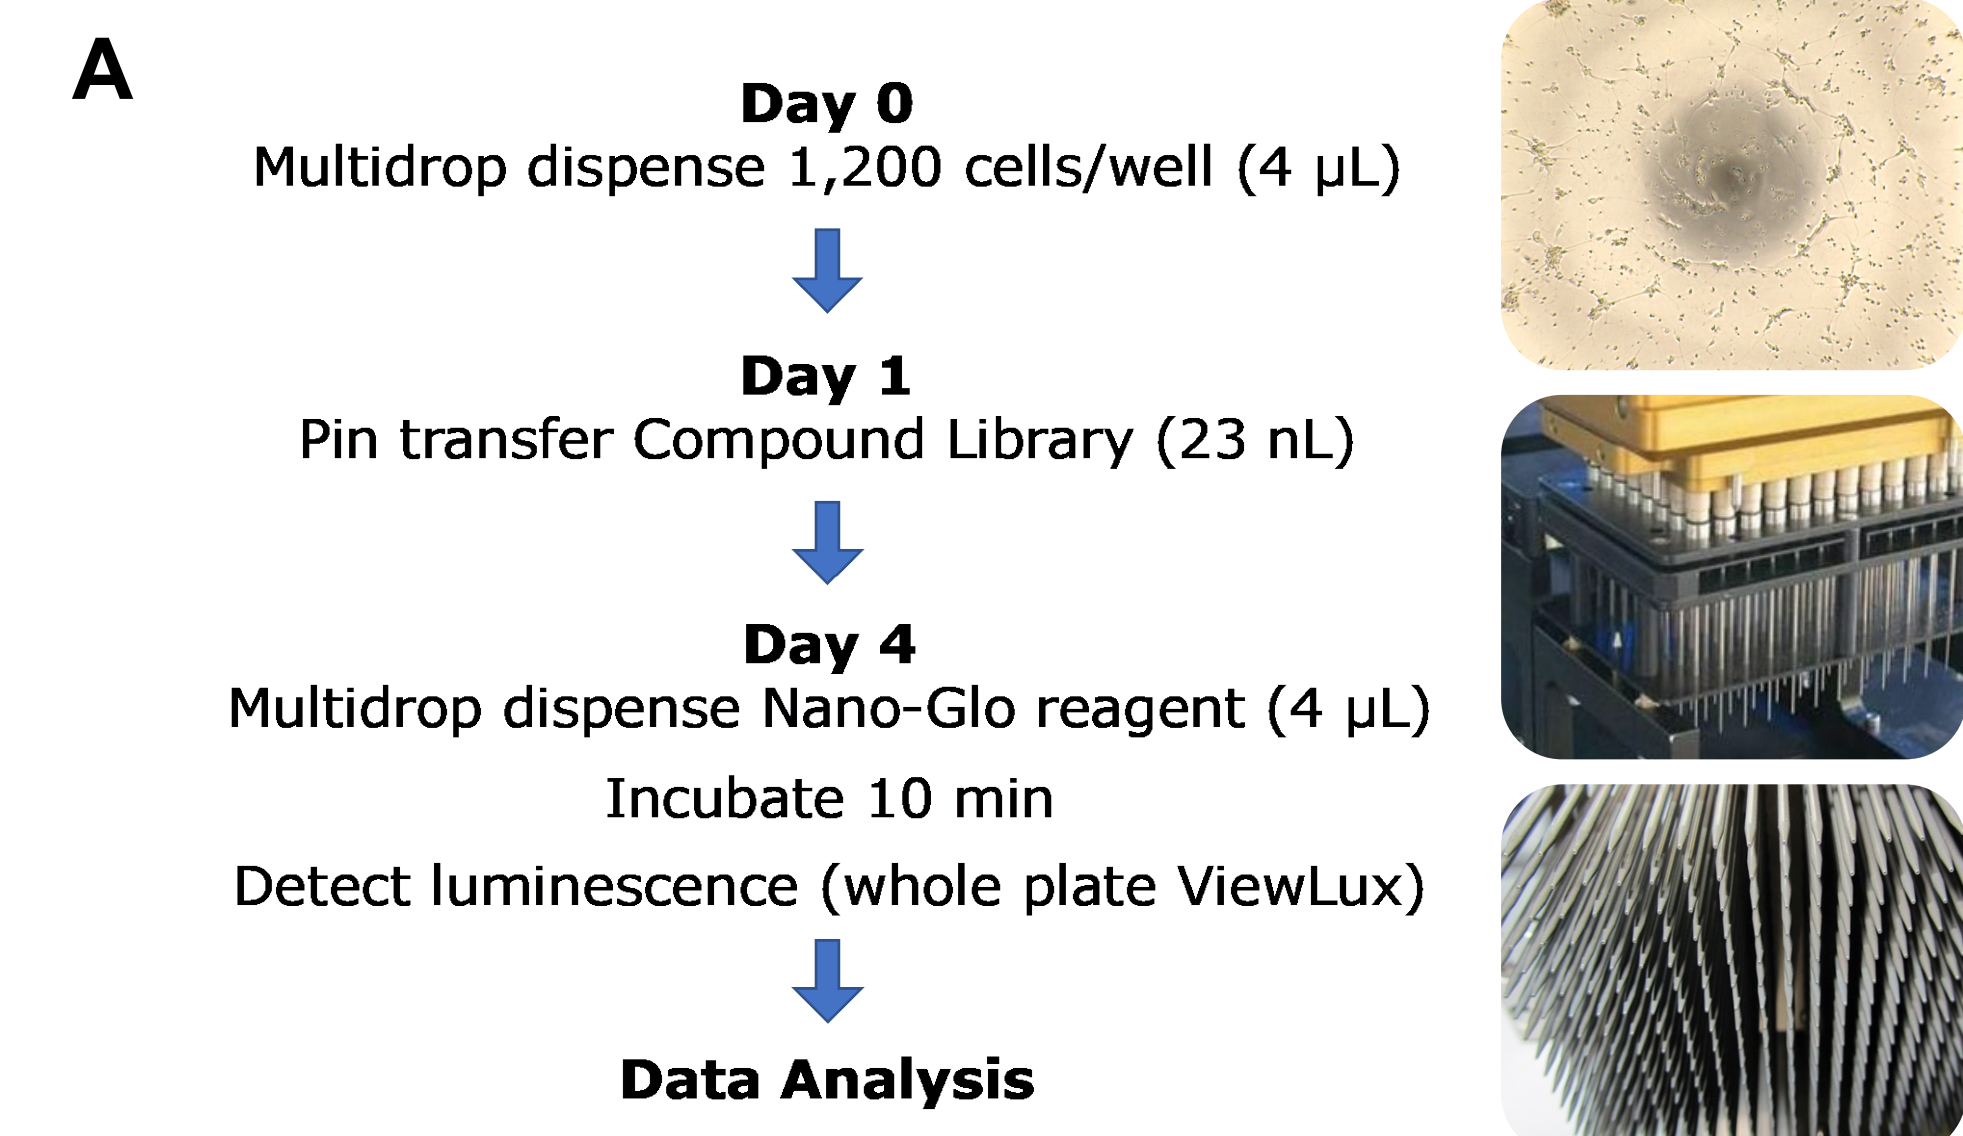 A
Day 0
Multidrop dispense 1,200 cells/well (4 µL)
Day 1
Pin transfer Compound Library (23 nL)
Day 4
Multidrop dispense Nano-Glo reagent (4 µL)
Incubate 10 min
Detect luminescence (whole plate ViewLux)
Data Analysis